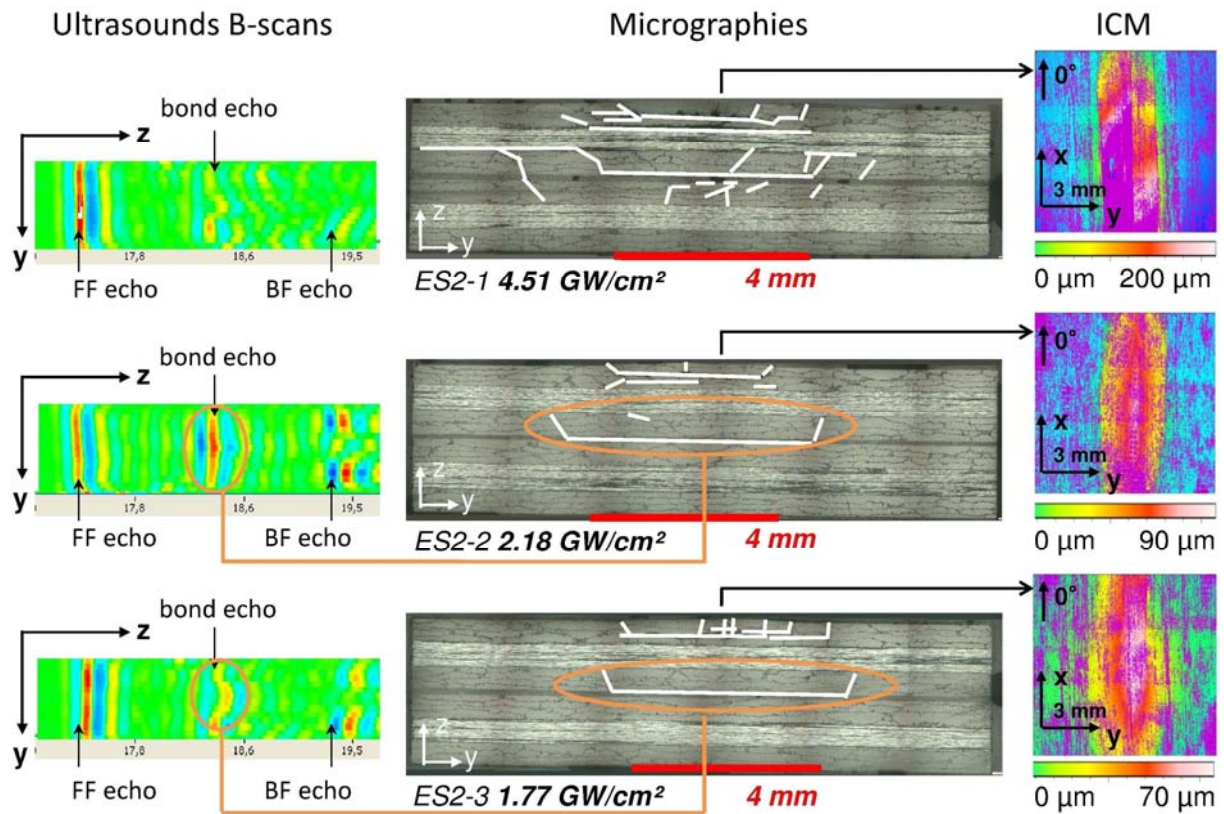 Ultrasounds B-scans
Micrographies
ICM
bond echo
z
y
17,8
18,6
19,5
FF echo
BF echo
z
y
ES2-1 4.51 GW/cm²
4 mm
0°
x
3 mm
y
0 µm
200 µm
bond echo
z
y
17,8
18,6
19,5
FF echo
BF echo
z
y
ES2-2 2.18 GW/cm²
4 mm
0°
x
3 mm
y
0 µm
90 µm
bond echo
z
y
17,8
18,6
19,5
FF echo
BF echo
z
y
ES2-3 1.77 GW/cm²
4 mm
0°
x
3 mm
y
0 µm
70 µm